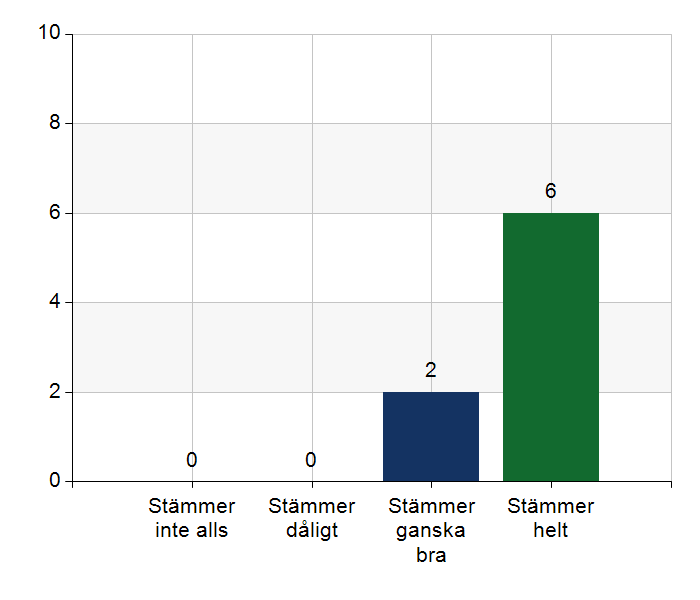 10
8
6
4
2
0
0
0
2
6
Stämmer
inte alls
Stämmer
dåligt
Stämmer
ganska
bra
Stämmer
helt